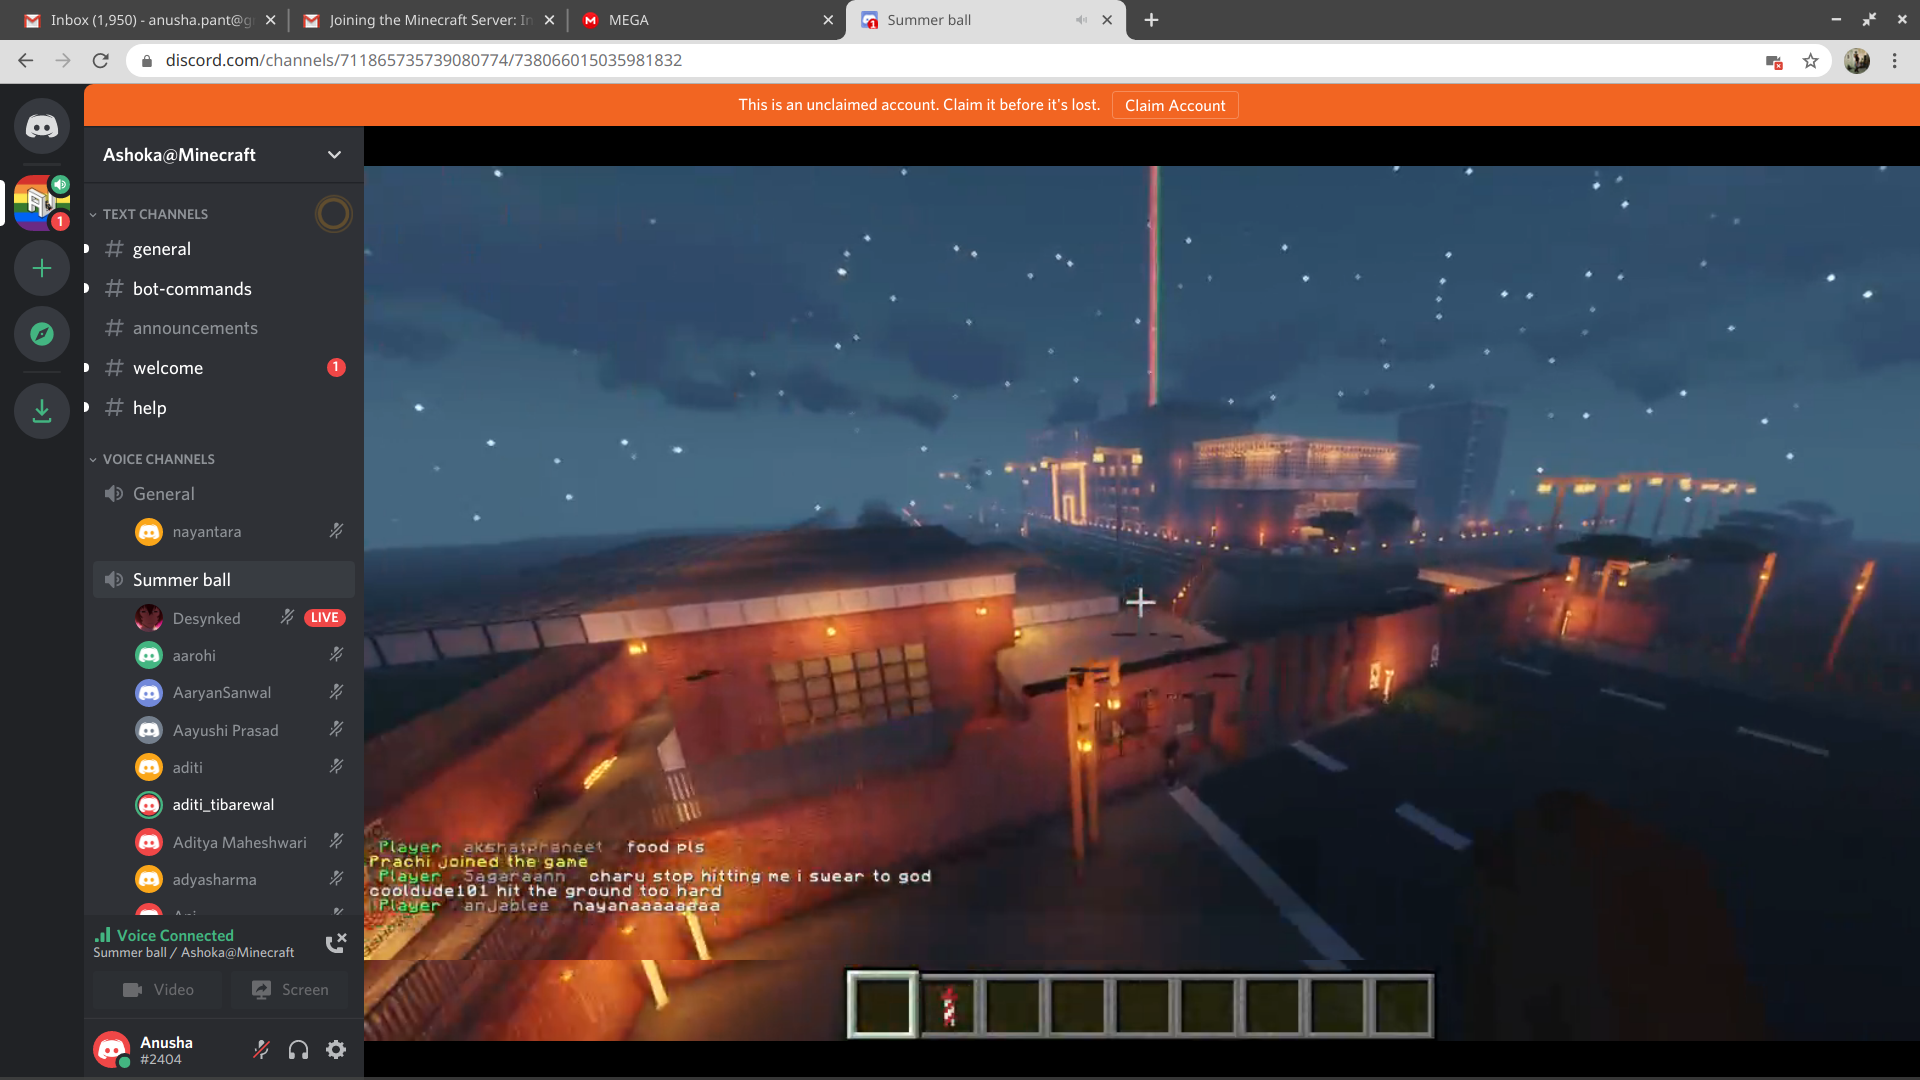 Inbox (1,950) - anusha.pant@g
Joining the Minecraft Server: In
MEGA
Summer ball
discord.com/channels/711865735739080774/738066015035981832
This is an unclaimed account. Claim it before it's lost.
Claim Account
Ashoka@Minecraft
1
TEXT CHANNELS
general
bot-commands
announcements
welcome
1
help
VOICE CHANNELS
General
nayantara
Summer ball
Desynked
LIVE
aarohi
AaryanSanwal
Aayushi Prasad
aditi
aditi_tibarewal
Aditya Maheshwari
adyasharma
Player akshatpraneet food pls
Prachi joined the game
Player Sagaraann charu stop hitting me i swear to god
cooldude101 hit the ground too hard
Player anjablee nayanaaaaaaaa
Voice Connected
Summer ball / Ashoka@Minecraft
Video
Screen
Anusha
#2404